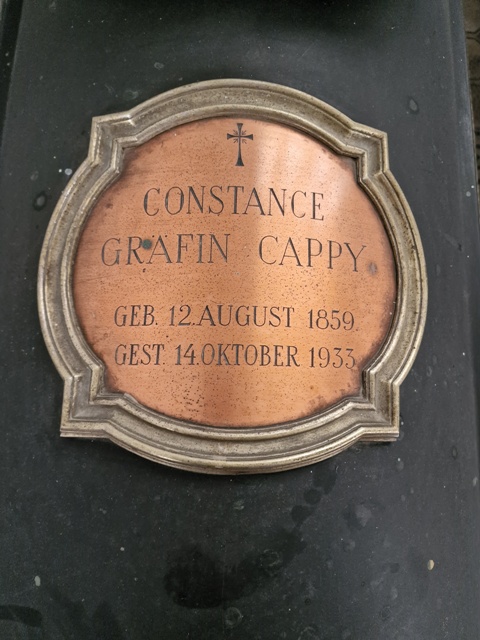 CONSTANCE
GRÄFIN CAPPY
GEB. 12.AUGUST 1859.
GEST. 14.OKTOBER 1933.